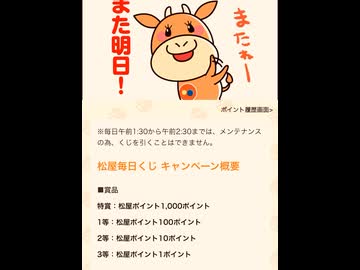 また明日！
またねー
ポイント履歴画面>
※毎日午前1:30から午前2:30までは、メンテナンス
の為、くじを引くことはできません。
松屋毎日くじ キャンペーン概要
■賞品
特賞：松屋ポイント1,000ポイント
1等：松屋ポイント100ポイント
2等：松屋ポイント10ポイント
3等：松屋ポイント1ポイント